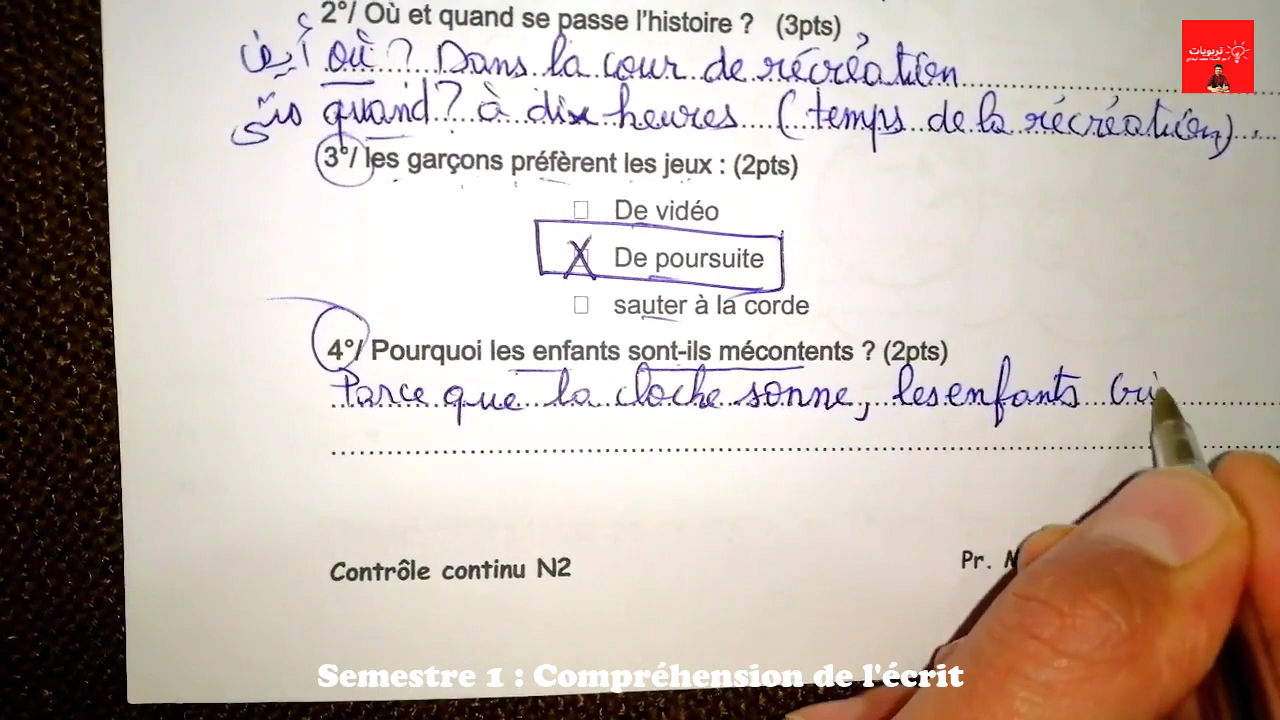 2°/ Où et quand se passe l'histoire ? (3pts)
أين où ? Dans la cour de récréation
متى quand ? à dix heures (temps de la récréation)
3°/ les garçons préfèrent les jeux : (2pts)
De vidéo
X De poursuite
sauter à la corde
4°/ Pourquoi les enfants sont-ils mécontents ? (2pts)
Parce que la cloche sonne, les enfants cri
Contrôle continu N2 Pr.
Semestre 1 : Compréhension de l'écrit
تربويات